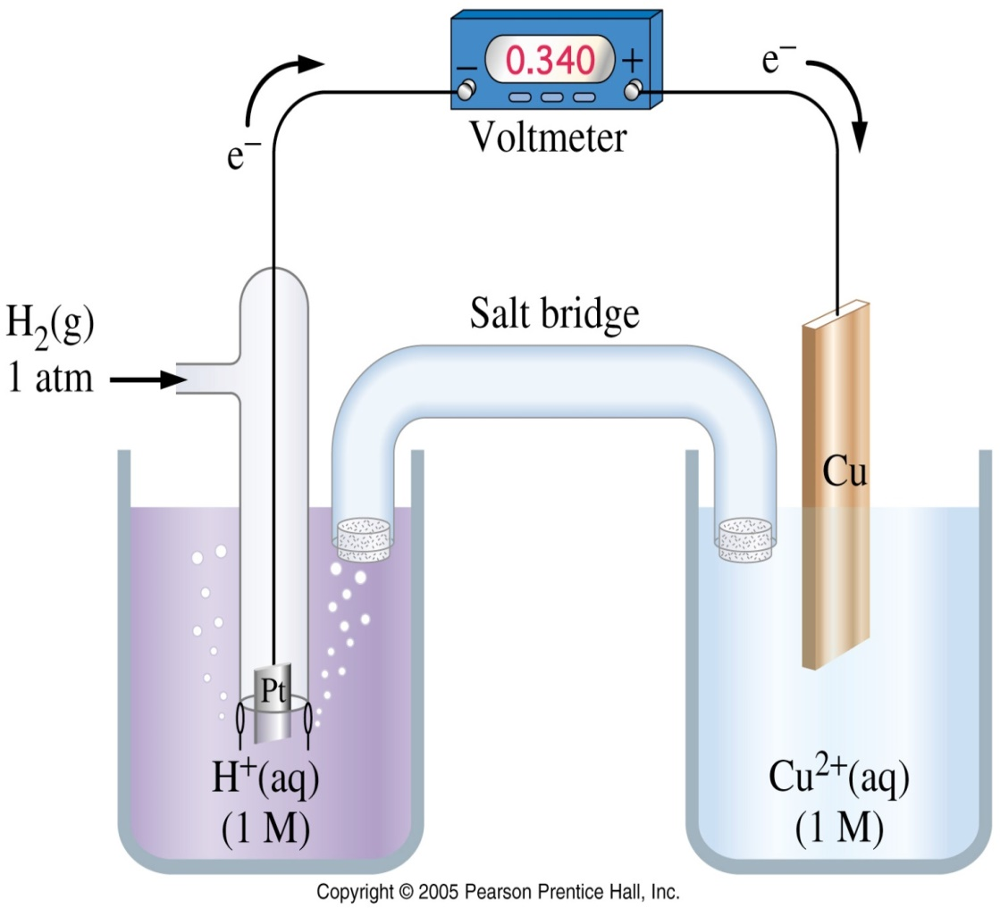 − 0.340 +
Voltmeter
e⁻
e⁻
H₂(g)
1 atm
Salt bridge
Cu
Pt
H⁺(aq)
(1 M)
Cu²⁺(aq)
(1 M)
Copyright © 2005 Pearson Prentice Hall, Inc.